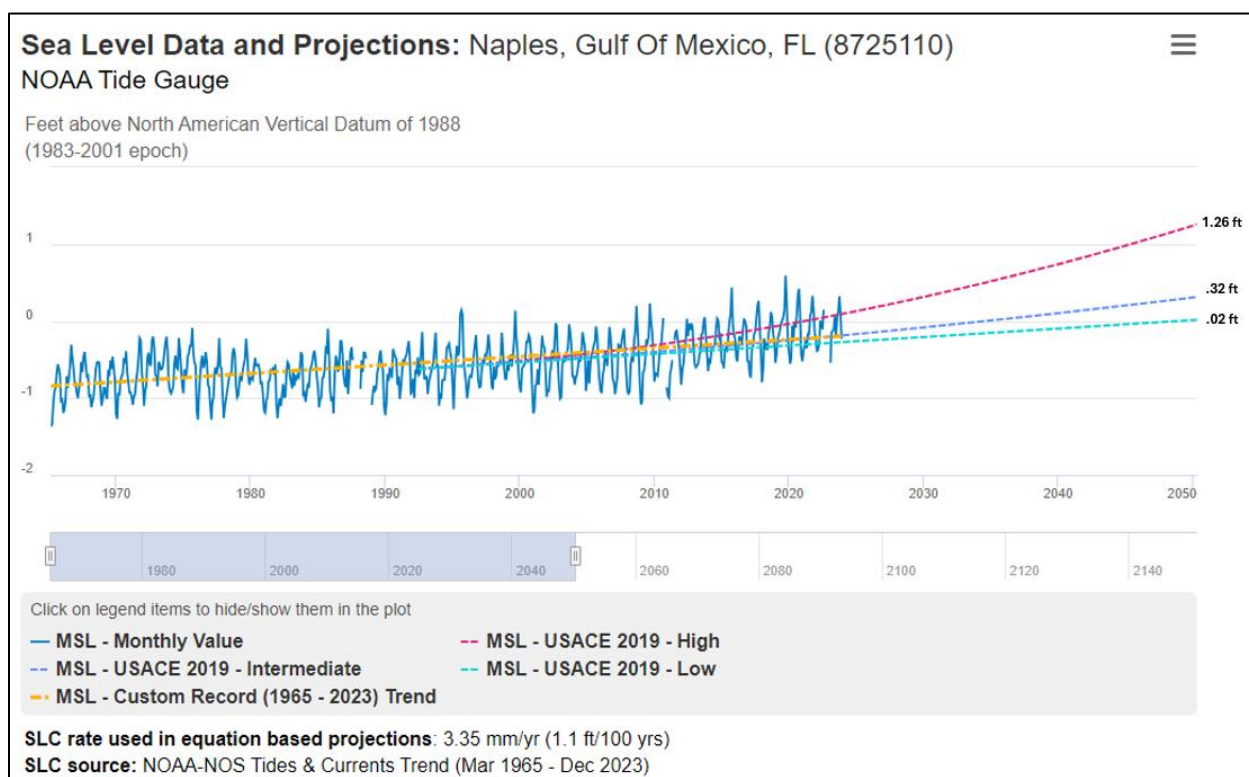 Sea Level Data and Projections: Naples, Gulf Of Mexico, FL (8725110)
NOAA Tide Gauge
Feet above North American Vertical Datum of 1988
(1983-2001 epoch)
1.26 ft
1
.32 ft
0
.02 ft
-1
-2
1970 1980 1990 2000 2010 2020 2030 2040 2050
1980 2000 2020 2040 2060 2080 2100 2120 2140
Click on legend items to hide/show them in the plot
MSL - Monthly Value
MSL - USACE 2019 - High
MSL - USACE 2019 - Intermediate
MSL - USACE 2019 - Low
MSL - Custom Record (1965 - 2023) Trend
SLC rate used in equation based projections: 3.35 mm/yr (1.1 ft/100 yrs)
SLC source: NOAA-NOS Tides & Currents Trend (Mar 1965 - Dec 2023)